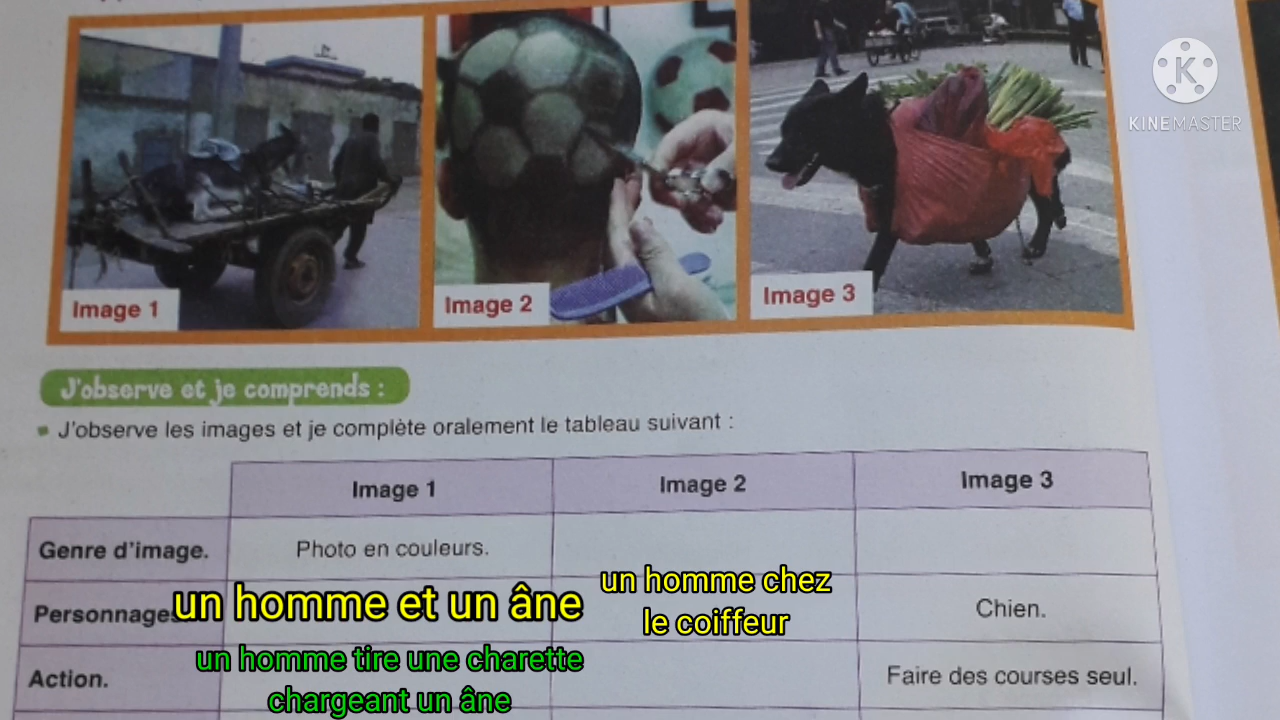 KINEMASTER
Image 1
Image 2
Image 3
J'observe et je comprends :
J'observe les images et je complète oralement le tableau suivant :
Image 1 Image 2 Image 3
Genre d'image. Photo en couleurs.
Personnages un homme et un âne un homme chez
le coiffeur Chien.
Action. un homme tire une charette
chargeant un âne Faire des courses seul.